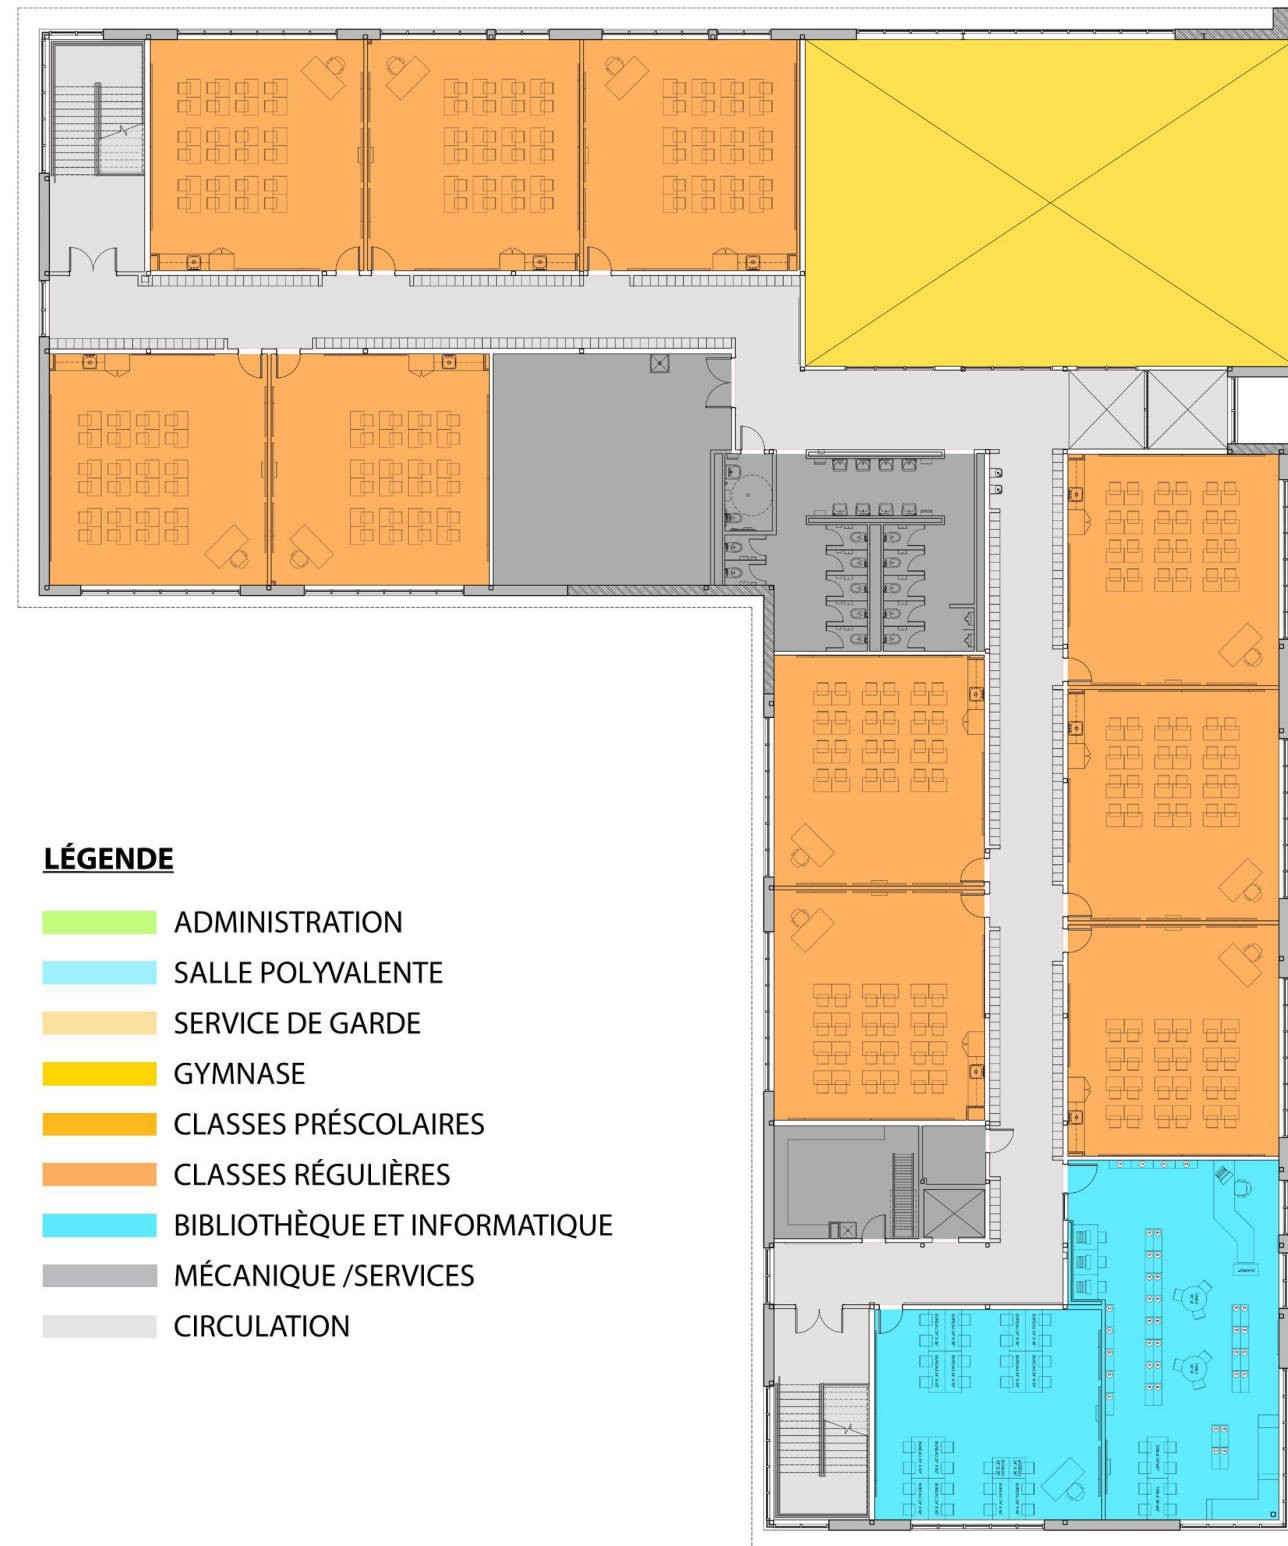 LÉGENDE
ADMINISTRATION
SALLE POLYVALENTE
SERVICE DE GARDE
GYMNASE
CLASSES PRÉSCOLAIRES
CLASSES RÉGULIÈRES
BIBLIOTHÈQUE ET INFORMATIQUE
MÉCANIQUE /SERVICES
CIRCULATION